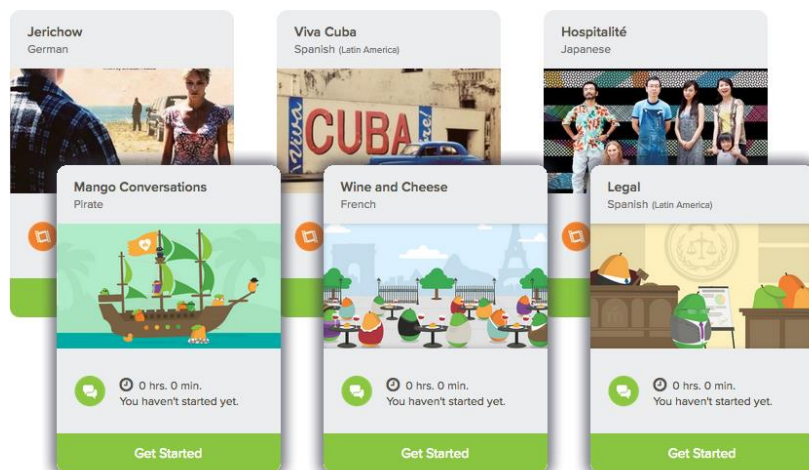 Jerichow
German
Viva Cuba
Spanish (Latin America)
Hospitalité
Japanese
Viva
CUBA
Mango Conversations
Pirate
Wine and Cheese
French
Legal
Spanish (Latin America)
0 hrs. 0 min.
You haven't started yet.
0 hrs. 0 min.
You haven't started yet.
0 hrs. 0 min.
You haven't started yet.
Get Started
Get Started
Get Started